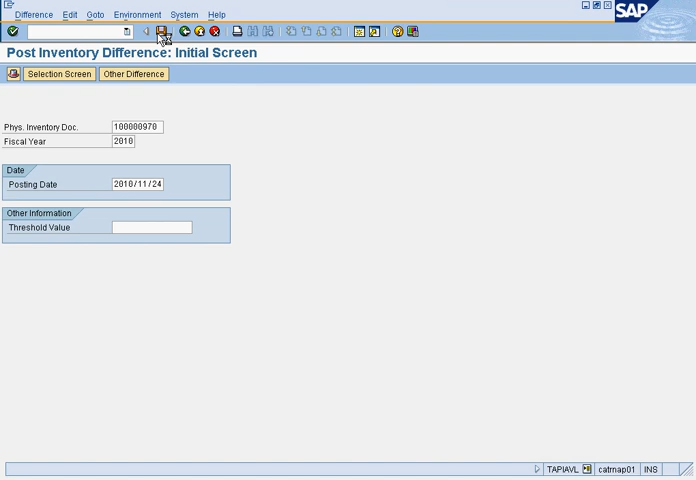 Difference Edit Goto Environment System Help
SAP
Post Inventory Difference: Initial Screen
Selection Screen Other Difference
Phys. Inventory Doc. 100000970
Fiscal Year 2010
Date
Posting Date 2010/11/24
Other Information
Threshold Value
TAPIAVL catrnap01 INS